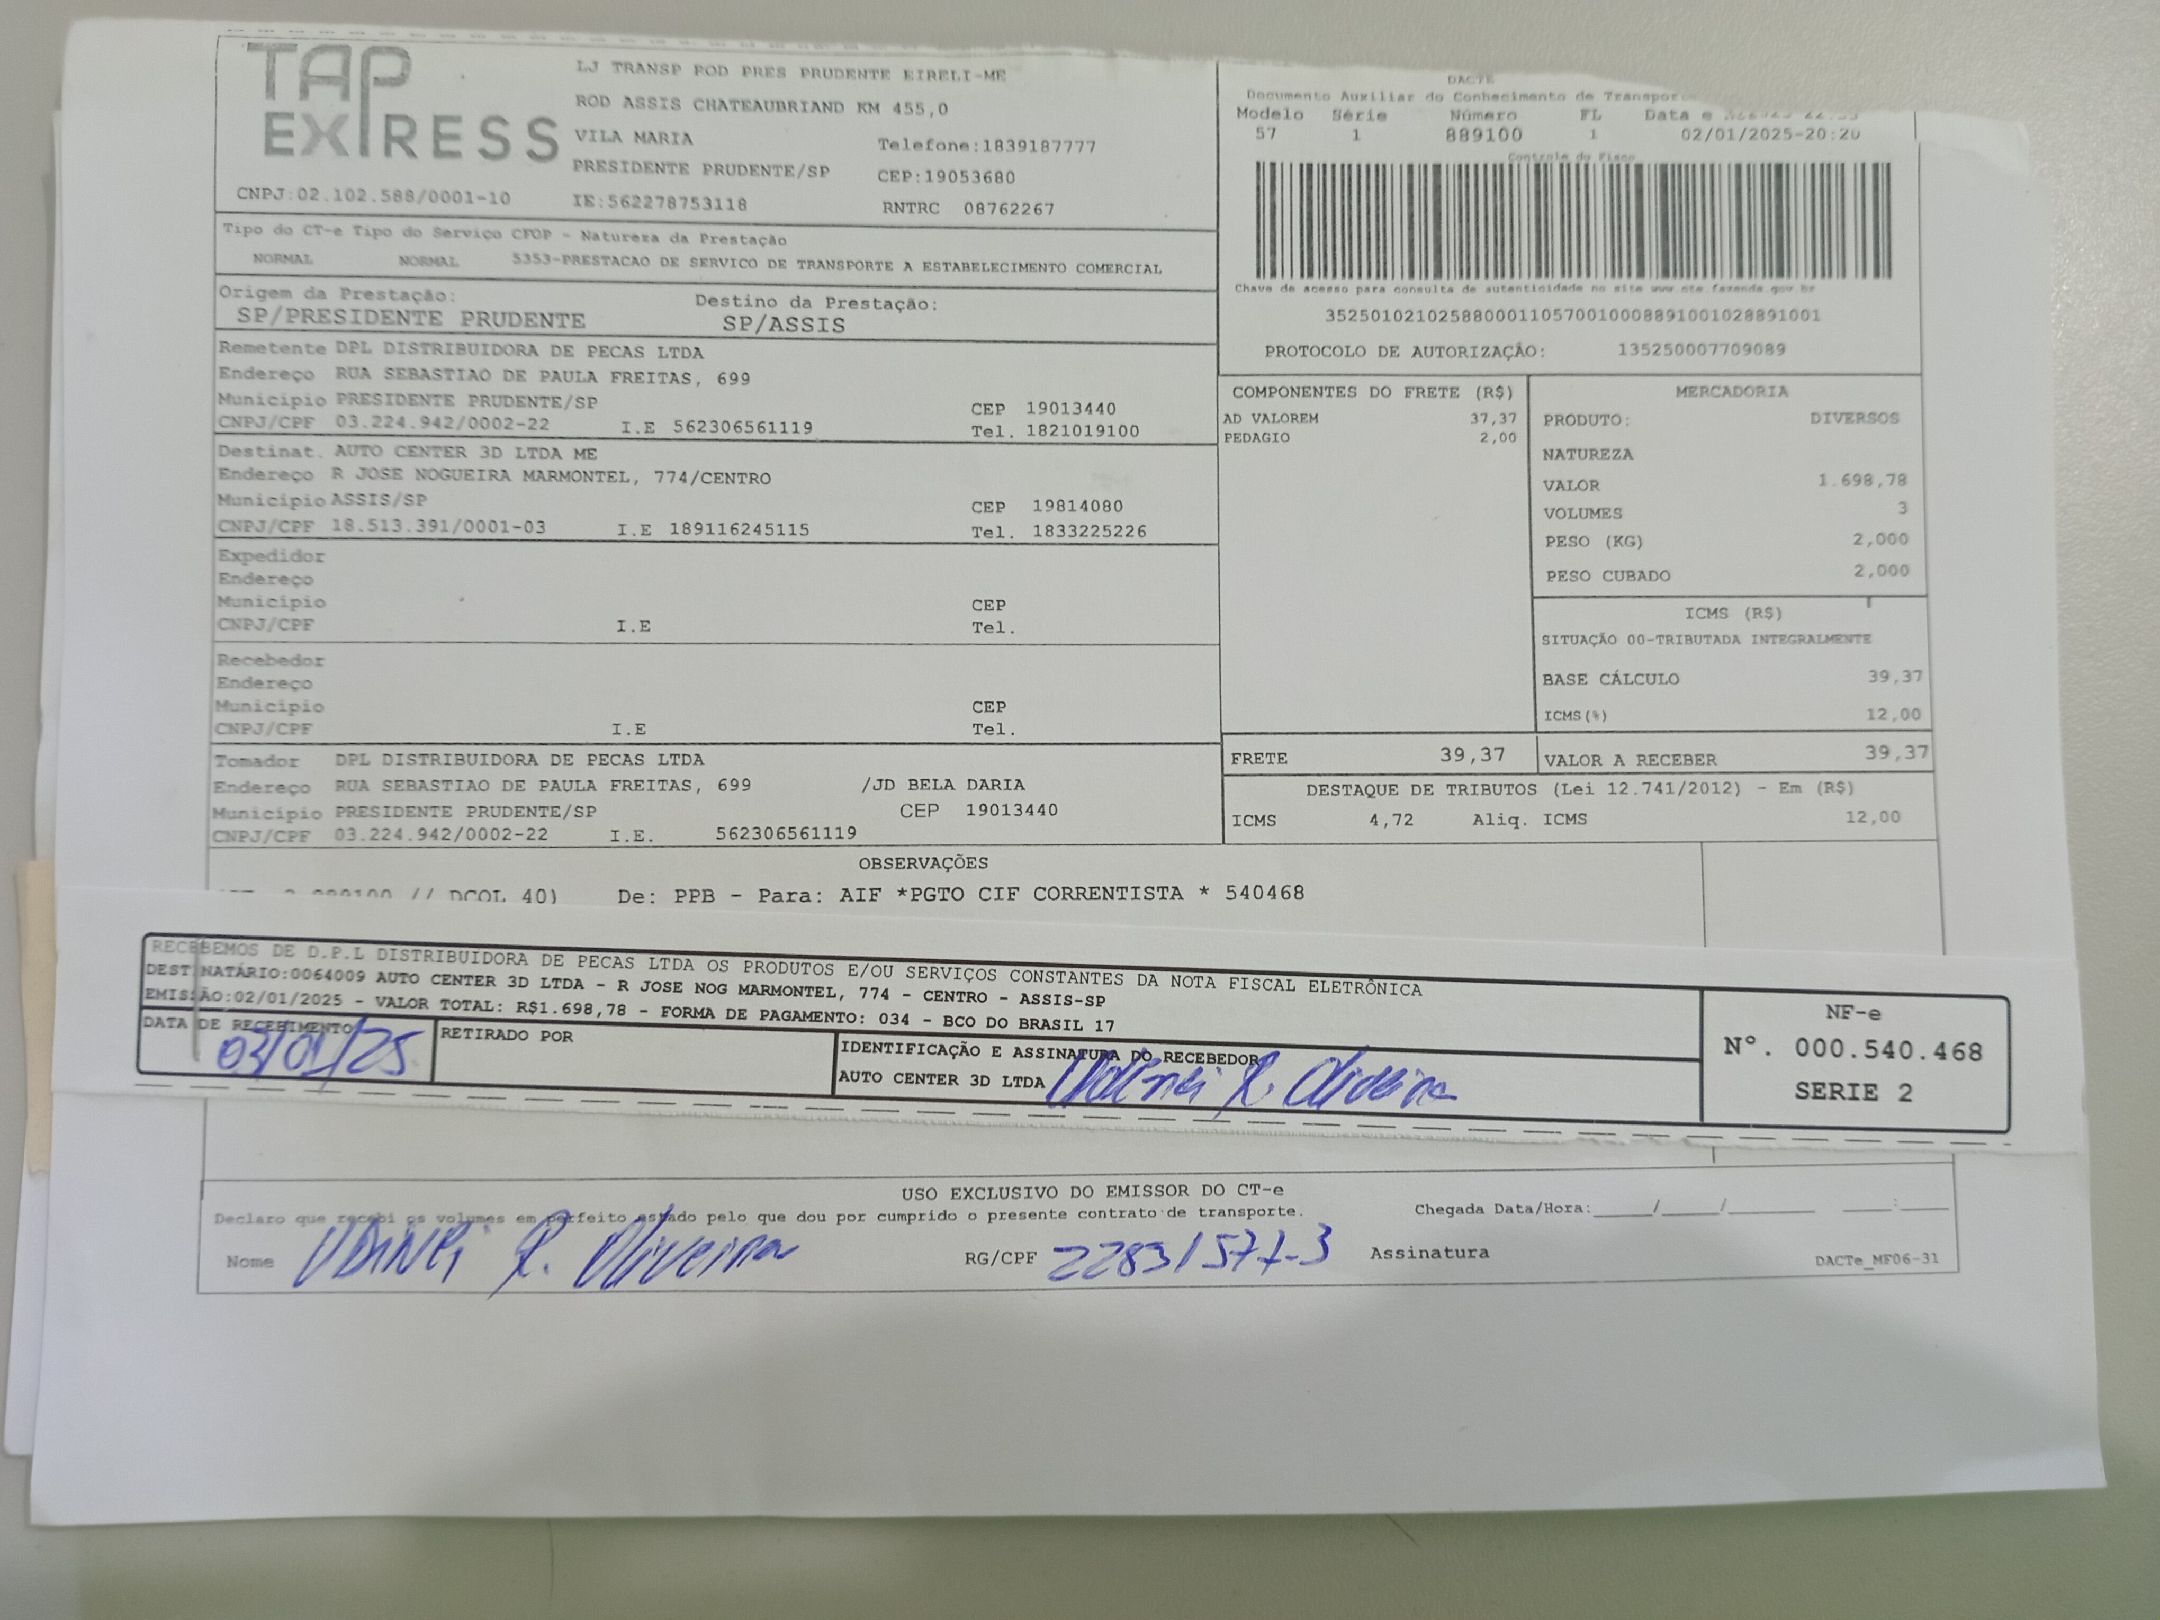 TAP
EXPRESS
LJ TRANSP ROD PRES PRUDENTE EIRELI-ME
ROD ASSIS CHATEAUBRIAND KM 455,0
VILA MARIA Telefone:1839187777
PRESIDENTE PRUDENTE/SP CEP:19053680
CNPJ:02.102.588/0001-10 IE:562278753118 RNTRC 08762267
DACTE
Documento Auxiliar do Conhecimento de
Modelo Série Número FL Data e
57 1 889100 1 02/01/2025-20:20
Controle do Fisco
Chave de acesso para consulta de autenticidade no site www.cte.fazenda.gov.br
35250102102588000110570010008891001028891001
PROTOCOLO DE AUTORIZAÇÃO: 135250007709089
Tipo do CT-e Tipo do Serviço CFOP - Natureza da Prestação
NORMAL NORMAL 5353-PRESTACAO DE SERVICO DE TRANSPORTE A ESTABELECIMENTO COMERCIAL
Origem da Prestação: Destino da Prestação:
SP/PRESIDENTE PRUDENTE SP/ASSIS
Remetente DPL DISTRIBUIDORA DE PECAS LTDA
Endereço RUA SEBASTIAO DE PAULA FREITAS, 699
Municipio PRESIDENTE PRUDENTE/SP CEP 19013440
CNPJ/CPF 03.224.942/0002-22 I.E 562306561119 Tel. 1821019100
Destinat. AUTO CENTER 3D LTDA ME
Endereço R JOSE NOGUEIRA MARMONTEL, 774/CENTRO
Municipio ASSIS/SP CEP 19814080
CNPJ/CPF 18.513.391/0001-03 I.E 189116245115 Tel. 1833225226
Expedidor
Endereço
Municipio CEP
CNPJ/CPF I.E Tel.
Recebedor
Endereço
Municipio CEP
CNPJ/CPF I.E Tel.
Tomador DPL DISTRIBUIDORA DE PECAS LTDA
Endereço RUA SEBASTIAO DE PAULA FREITAS, 699 /JD BELA DARIA
Municipio PRESIDENTE PRUDENTE/SP CEP 19013440
CNPJ/CPF 03.224.942/0002-22 I.E. 562306561119
COMPONENTES DO FRETE (R$)
AD VALOREM 37,37
PEDAGIO 2,00
MERCADORIA
PRODUTO: DIVERSOS
NATUREZA
VALOR 1.698,78
VOLUMES 3
PESO (KG) 2,000
PESO CUBADO 2,000
ICMS (R$)
SITUAÇÃO 00-TRIBUTADA INTEGRALMENTE
BASE CÁLCULO 39,37
ICMS(%) 12,00
FRETE 39,37 VALOR A RECEBER 39,37
DESTAQUE DE TRIBUTOS (Lei 12.741/2012) - Em (R$)
ICMS 4,72 Aliq. ICMS 12,00
OBSERVAÇÕES
// DCOL 40) De: PPB - Para: AIF *PGTO CIF CORRENTISTA * 540468
RECEBEMOS DE D.P.L DISTRIBUIDORA DE PECAS LTDA OS PRODUTOS E/OU SERVIÇOS CONSTANTES DA NOTA FISCAL ELETRÔNICA
DESTINATÁRIO:0064009 AUTO CENTER 3D LTDA - R JOSE NOG MARMONTEL, 774 - CENTRO - ASSIS-SP
EMISSÃO:02/01/2025 - VALOR TOTAL: R$1.698,78 - FORMA DE PAGAMENTO: 034 - BCO DO BRASIL 17
DATA DE RECEBIMENTO RETIRADO POR IDENTIFICAÇÃO E ASSINATURA DO RECEBEDOR
03/01/25 AUTO CENTER 3D LTDA R. Oliveira
NF-e
Nº. 000.540.468
SERIE 2
USO EXCLUSIVO DO EMISSOR DO CT-e
Declaro que recebi os volumes em perfeito estado pelo que dou por cumprido o presente contrato de transporte. Chegada Data/Hora:_____/_____/________ ____:____
Nome R. Oliveira RG/CPF Assinatura DACTe_MF06-31